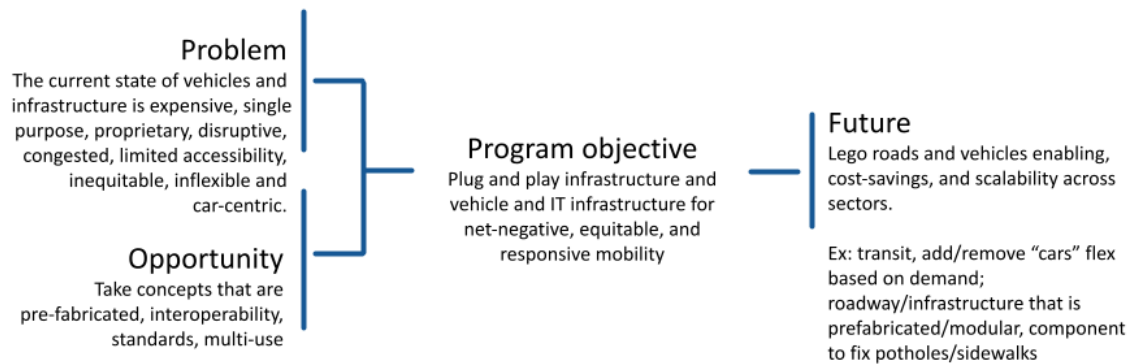 Problem
The current state of vehicles and
infrastructure is expensive, single
purpose, proprietary, disruptive,
congested, limited accessibility,
inequitable, inflexible and
car-centric.
Opportunity
Take concepts that are
pre-fabricated, interoperability,
standards, multi-use
Program objective
Plug and play infrastructure and
vehicle and IT infrastructure for
net-negative, equitable, and
responsive mobility
Future
Lego roads and vehicles enabling,
cost-savings, and scalability across
sectors.
Ex: transit, add/remove “cars” flex
based on demand;
roadway/infrastructure that is
prefabricated/modular, component
to fix potholes/sidewalks